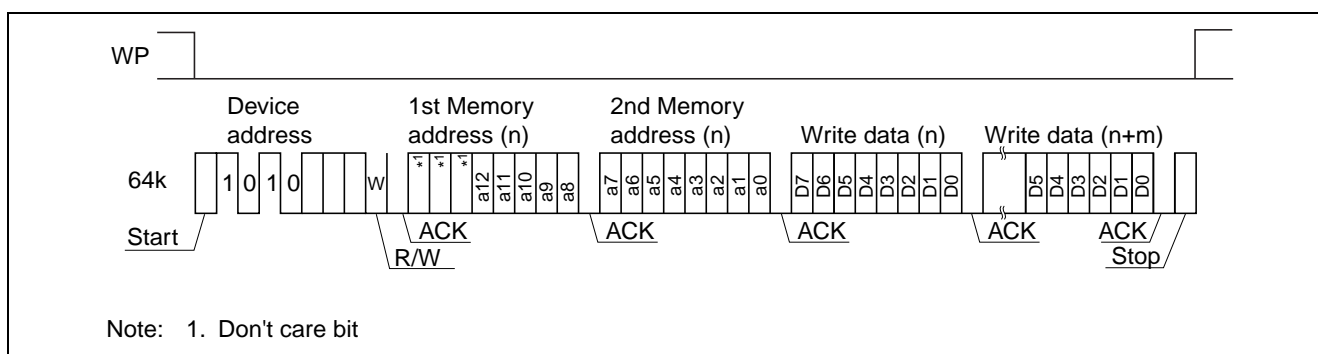 WP
Device address
1st Memory address (n)
2nd Memory address (n)
Write data (n)
Write data (n+m)
64k
1 0 1 0
W
*1 *1 *1 a12 a11 a10 a9 a8
a7 a6 a5 a4 a3 a2 a1 a0
D7 D6 D5 D4 D3 D2 D1 D0
D5 D4 D3 D2 D1 D0
Start
ACK
ACK
ACK
ACK
ACK
R/W
Stop
Note: 1. Don't care bit